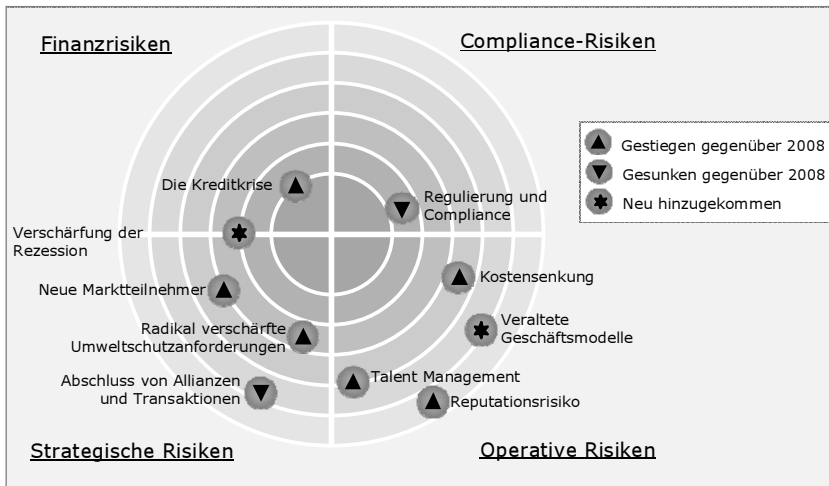 Finanzrisiken
Compliance-Risiken
Gestiegen gegenüber 2008
Gesunken gegenüber 2008
Neu hinzugekommen
Die Kreditkrise
Regulierung und
Compliance
Verschärfung der
Rezession
Neue Marktteilnehmer
Kostensenkung
Radikal verschärfte
Umweltschutzanforderungen
Veraltete
Geschäftsmodelle
Abschluss von Allianzen
und Transaktionen
Talent Management
Reputationsrisiko
Strategische Risiken
Operative Risiken